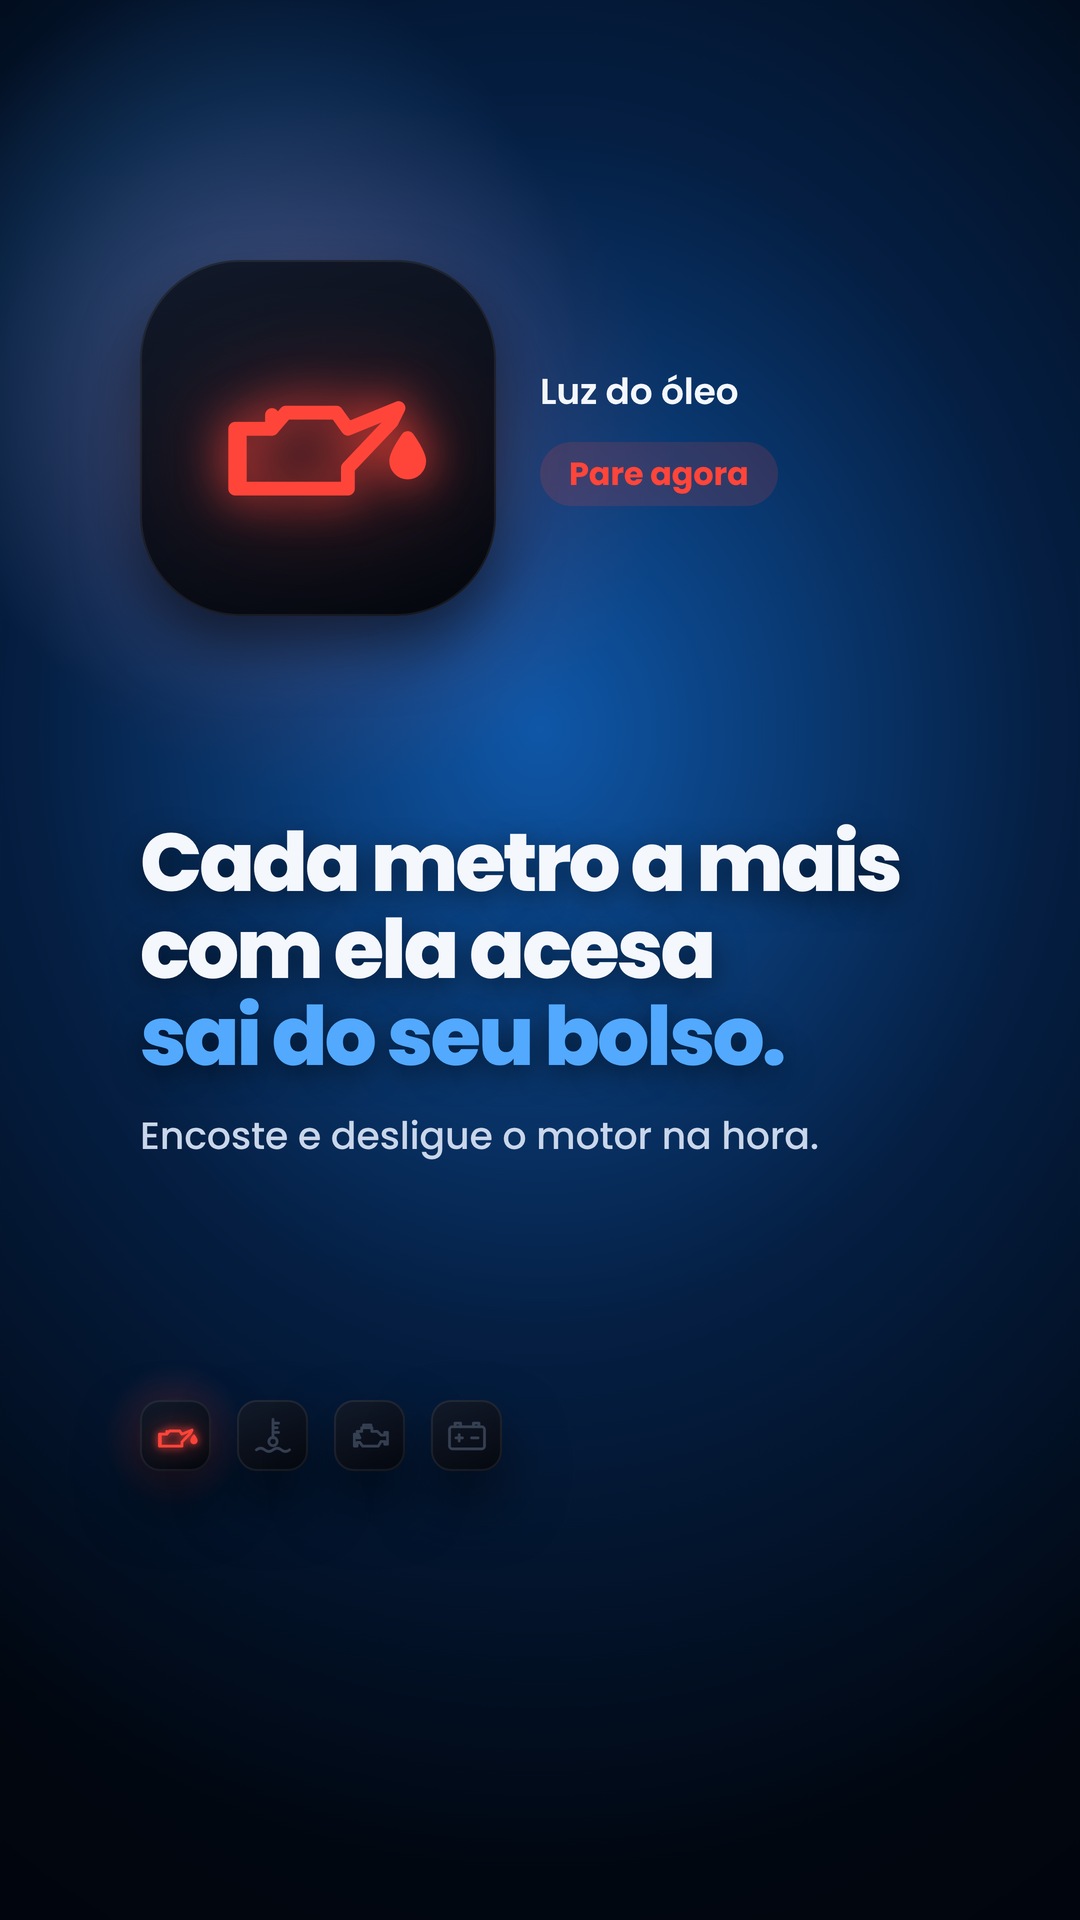 Luz do óleo
Pare agora
Cada metro a mais
com ela acesa
sai do seu bolso.
Encoste e desligue o motor na hora.